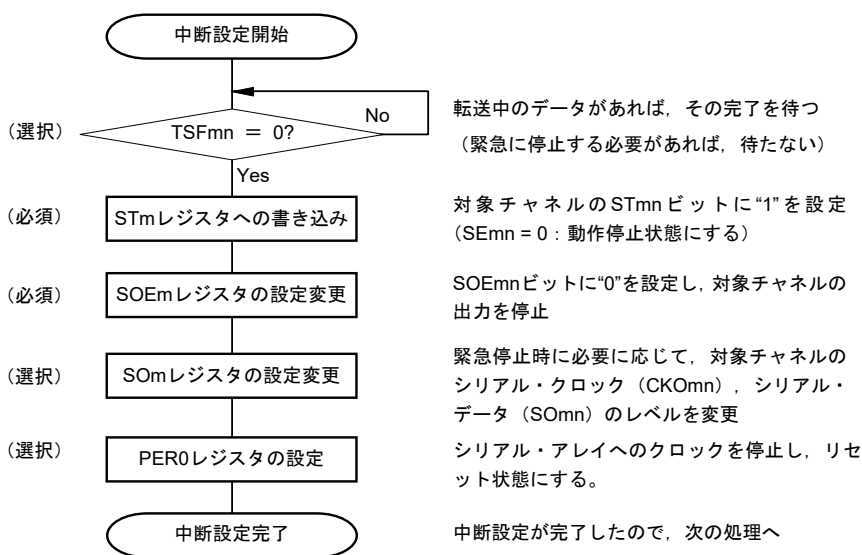 中断設定開始
(選択)
TSFmn = 0?
No
転送中のデータがあれば，その完了を待つ
（緊急に停止する必要があれば，待たない）
Yes
(必須)
STmレジスタへの書き込み
対象チャネルのSTmnビットに“1”を設定
（SEmn = 0：動作停止状態にする）
(必須)
SOEmレジスタの設定変更
SOEmnビットに“0”を設定し，対象チャネルの
出力を停止
(選択)
SOmレジスタの設定変更
緊急停止時に必要に応じて，対象チャネルの
シリアル・クロック（CKOmn），シリアル・
データ（SOmn）のレベルを変更
(選択)
PER0レジスタの設定
シリアル・アレイへのクロックを停止し，リセ
ット状態にする。
中断設定完了
中断設定が完了したので，次の処理へ